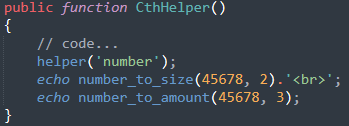 public function CthHelper()
{
// code...
helper('number');
echo number_to_size(45678, 2).'<br>';
echo number_to_amount(45678, 3);
}